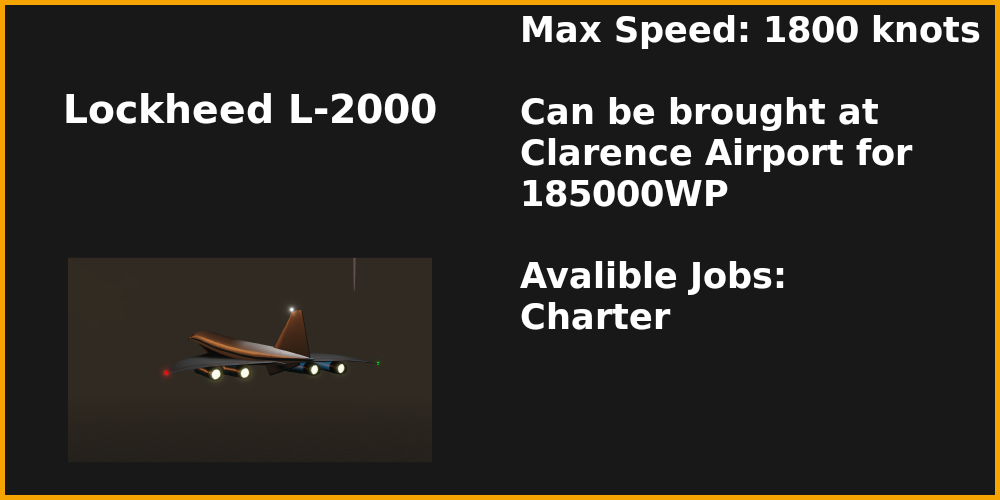 Lockheed L-2000
Max Speed: 1800 knots
Can be brought at
Clarence Airport for
185000WP
Avalible Jobs:
Charter